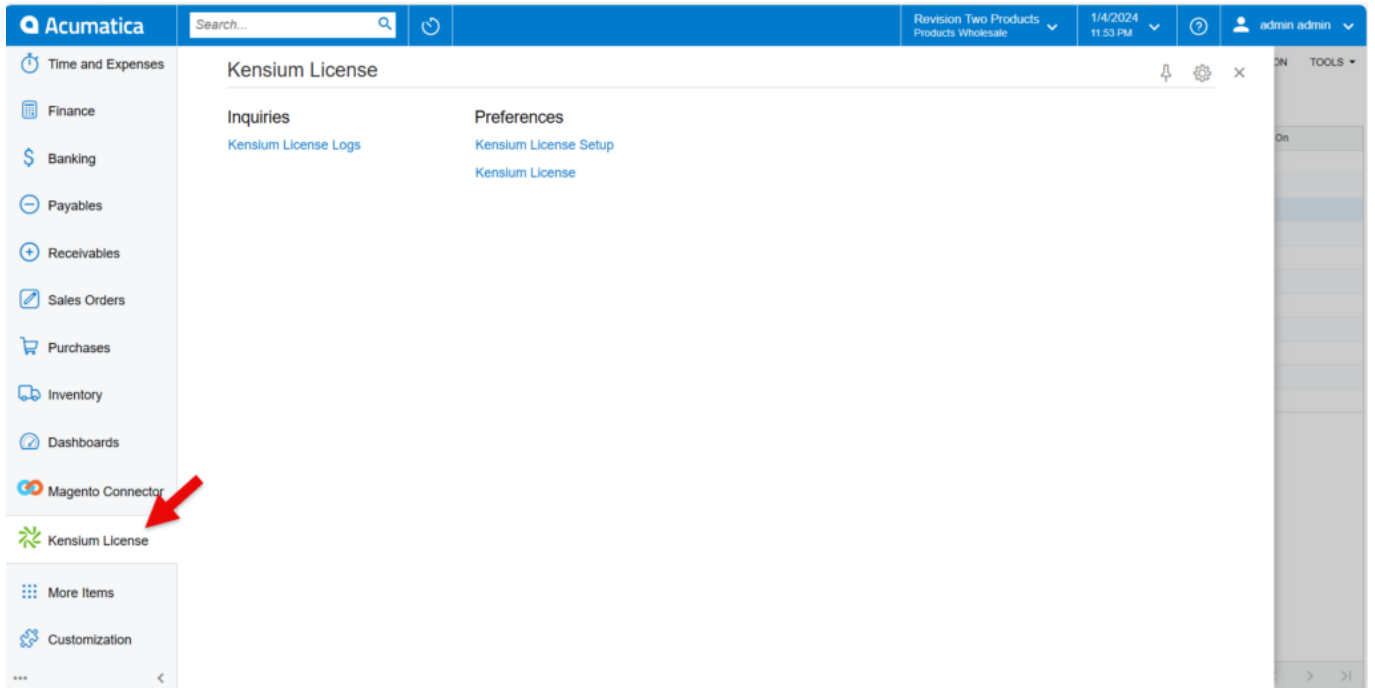 Acumatica
Search...
Revision Two Products
Products Wholesale
1/4/2024
11:53 PM
admin admin
Time and Expenses
Finance
Banking
Payables
Receivables
Sales Orders
Purchases
Inventory
Dashboards
Magento Connector
Kensium License
More Items
Customization
Kensium License
Inquiries
Kensium License Logs
Preferences
Kensium License Setup
Kensium License
ON TOOLS
On